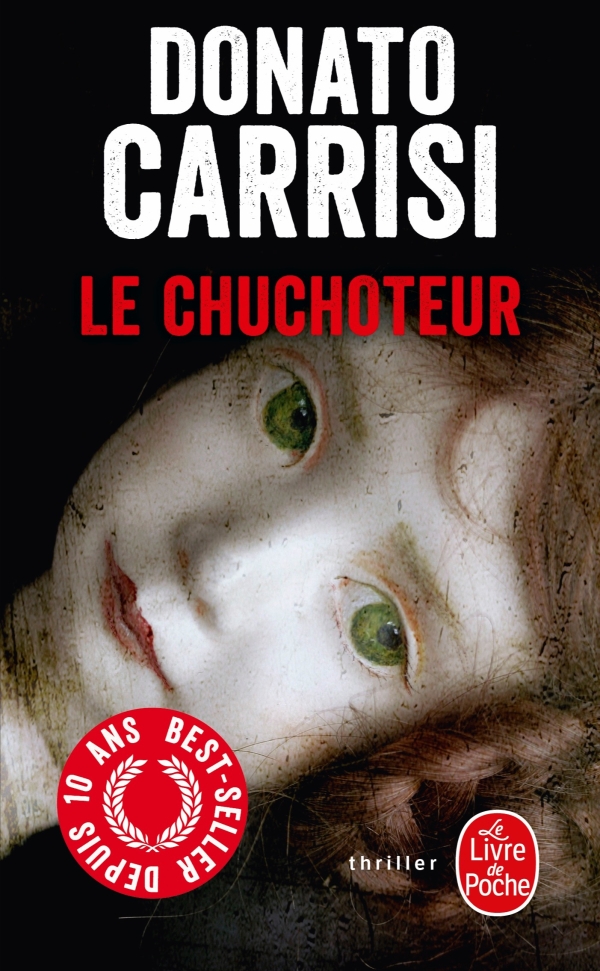 DONATO
CARRISI
LE CHUCHOTEUR
BEST-SELLER DEPUIS 10 ANS
thriller
Le
Livre
de
Poche